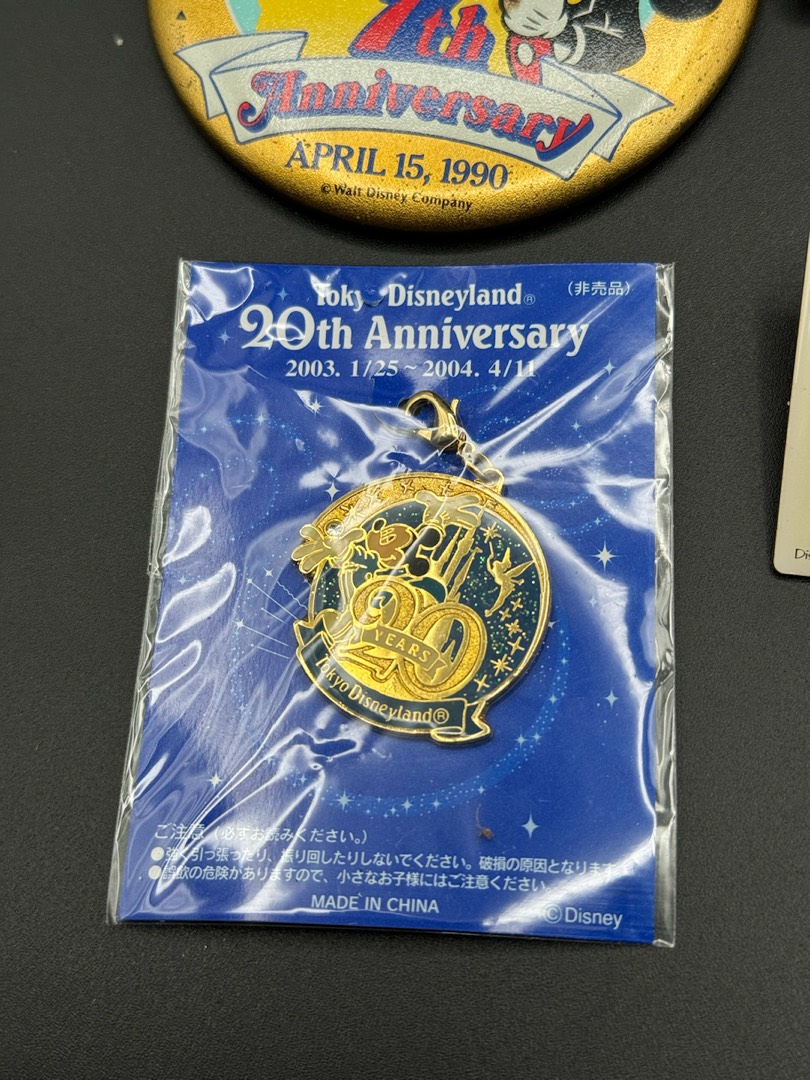 7th
Anniversary
APRIL 15, 1990
© Walt Disney Company
Tokyo Disneyland®
(非売品)
20th Anniversary
2003. 1/25~2004. 4/11
20
YEARS
Tokyo Disneyland®
ご注意(必ずお読みください。)
●強く引っ張ったり、振り回したりしないでください。破損の原因となります。
●誤飲の危険がありますので、小さなお子様にはご注意ください。
MADE IN CHINA
©Disney